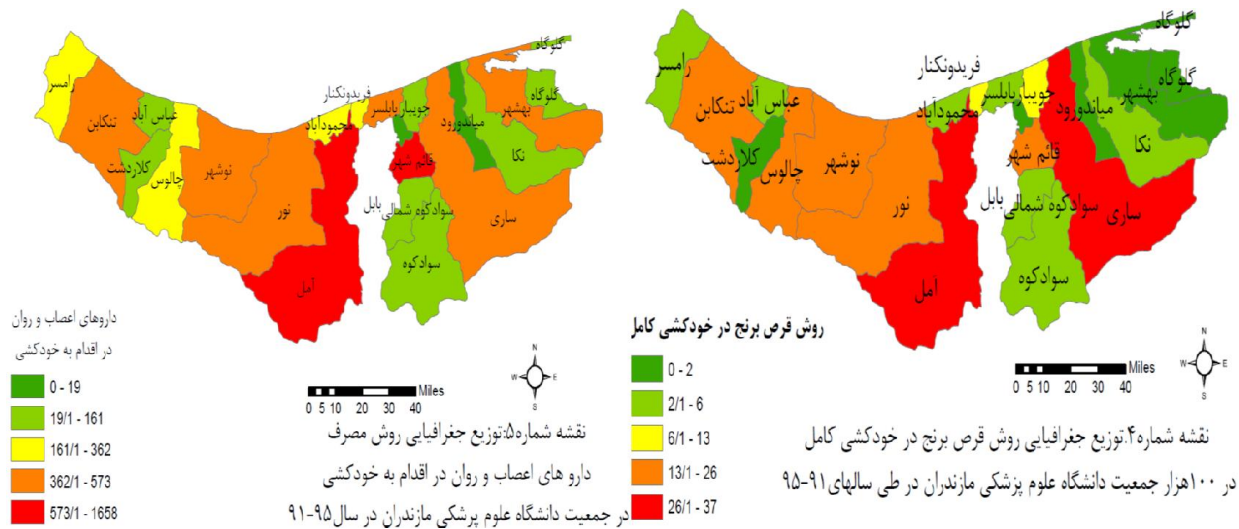 گلوگاه
گلوگاه
بهشهر
نکا
میاندورود
ساری
جویبار
بابلسر
فریدونکنار
محمودآباد
قائم شهر
بابل
سوادکوه شمالی
سوادکوه
آمل
نور
نوشهر
چالوس
کلاردشت
عباس آباد
تنکابن
رامسر
داروهای اعصاب و روان
در اقدام به خودکشی
0 - 19
19/1 - 161
161/1 - 362
362/1 - 573
573/1 - 1658
N
W E
S
Miles
0 5 10 20 30 40
نقشه شماره۵:توزیع جغرافیایی روش مصرف
دارو های اعصاب و روان در اقدام به خودکشی
در جمعیت دانشگاه علوم پزشکی مازندران در سال۹۵-۹۱
گلوگاه
گلوگاه
بهشهر
نکا
میاندورود
ساری
جویبار
بابلسر
فریدونکنار
محمودآباد
قائم شهر
بابل
سوادکوه شمالی
سوادکوه
آمل
نور
نوشهر
چالوس
کلاردشت
عباس آباد
تنکابن
رامسر
روش قرص برنج در خودکشی کامل
0 - 2
2/1 - 6
6/1 - 13
13/1 - 26
26/1 - 37
N
W E
S
Miles
0 5 10 20 30 40
نقشه شماره۴:توزیع جغرافیایی روش قرص برنج در خودکشی کامل
در ۱۰۰هزار جمعیت دانشگاه علوم پزشکی مازندران در طی سالهای۹۱-۹۵